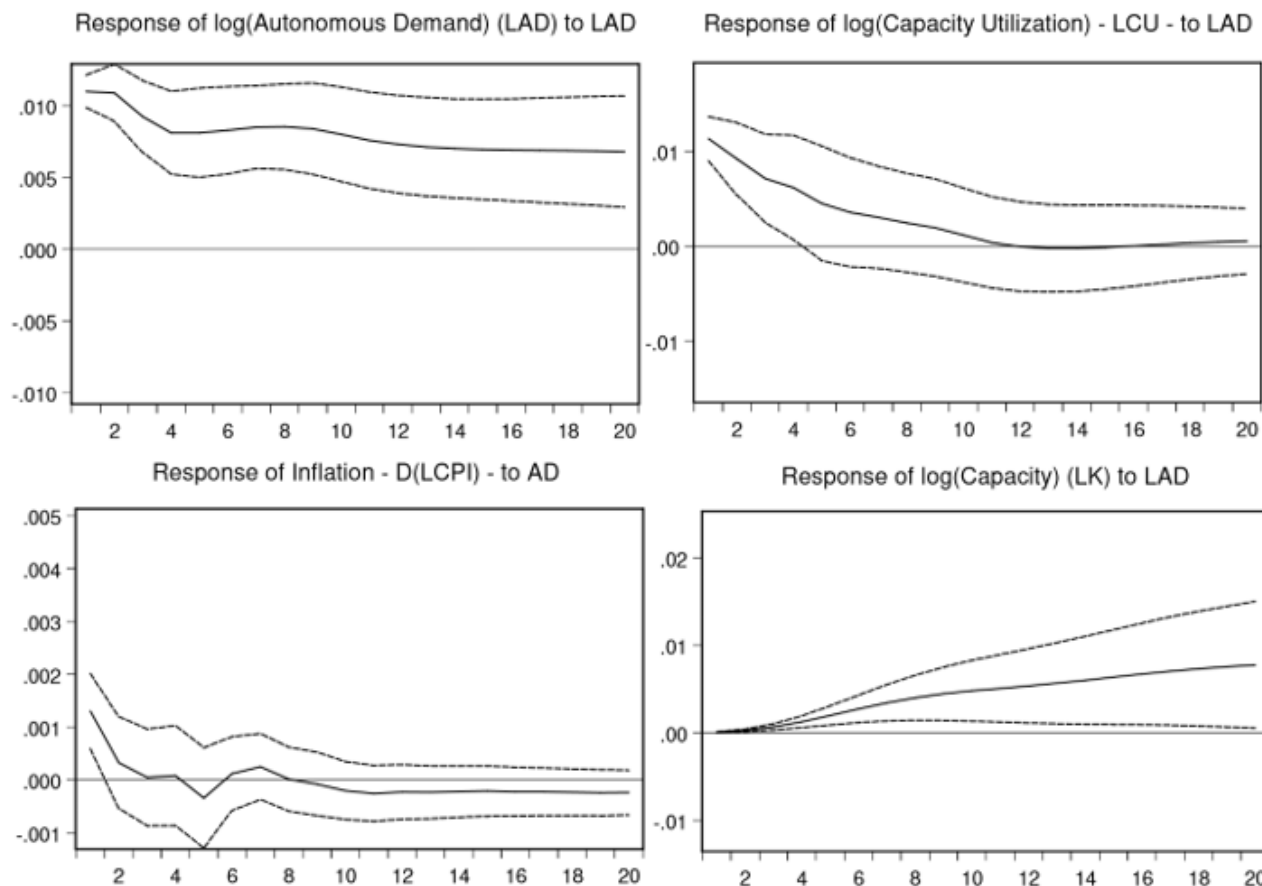 Response of log(Autonomous Demand) (LAD) to LAD
.010
.005
.000
-.005
-.010
2 4 6 8 10 12 14 16 18 20
Response of log(Capacity Utilization) - LCU - to LAD
.01
.00
-.01
2 4 6 8 10 12 14 16 18 20
Response of Inflation - D(LCPI) - to AD
.005
.004
.003
.002
.001
.000
-.001
2 4 6 8 10 12 14 16 18 20
Response of log(Capacity) (LK) to LAD
.02
.01
.00
-.01
2 4 6 8 10 12 14 16 18 20